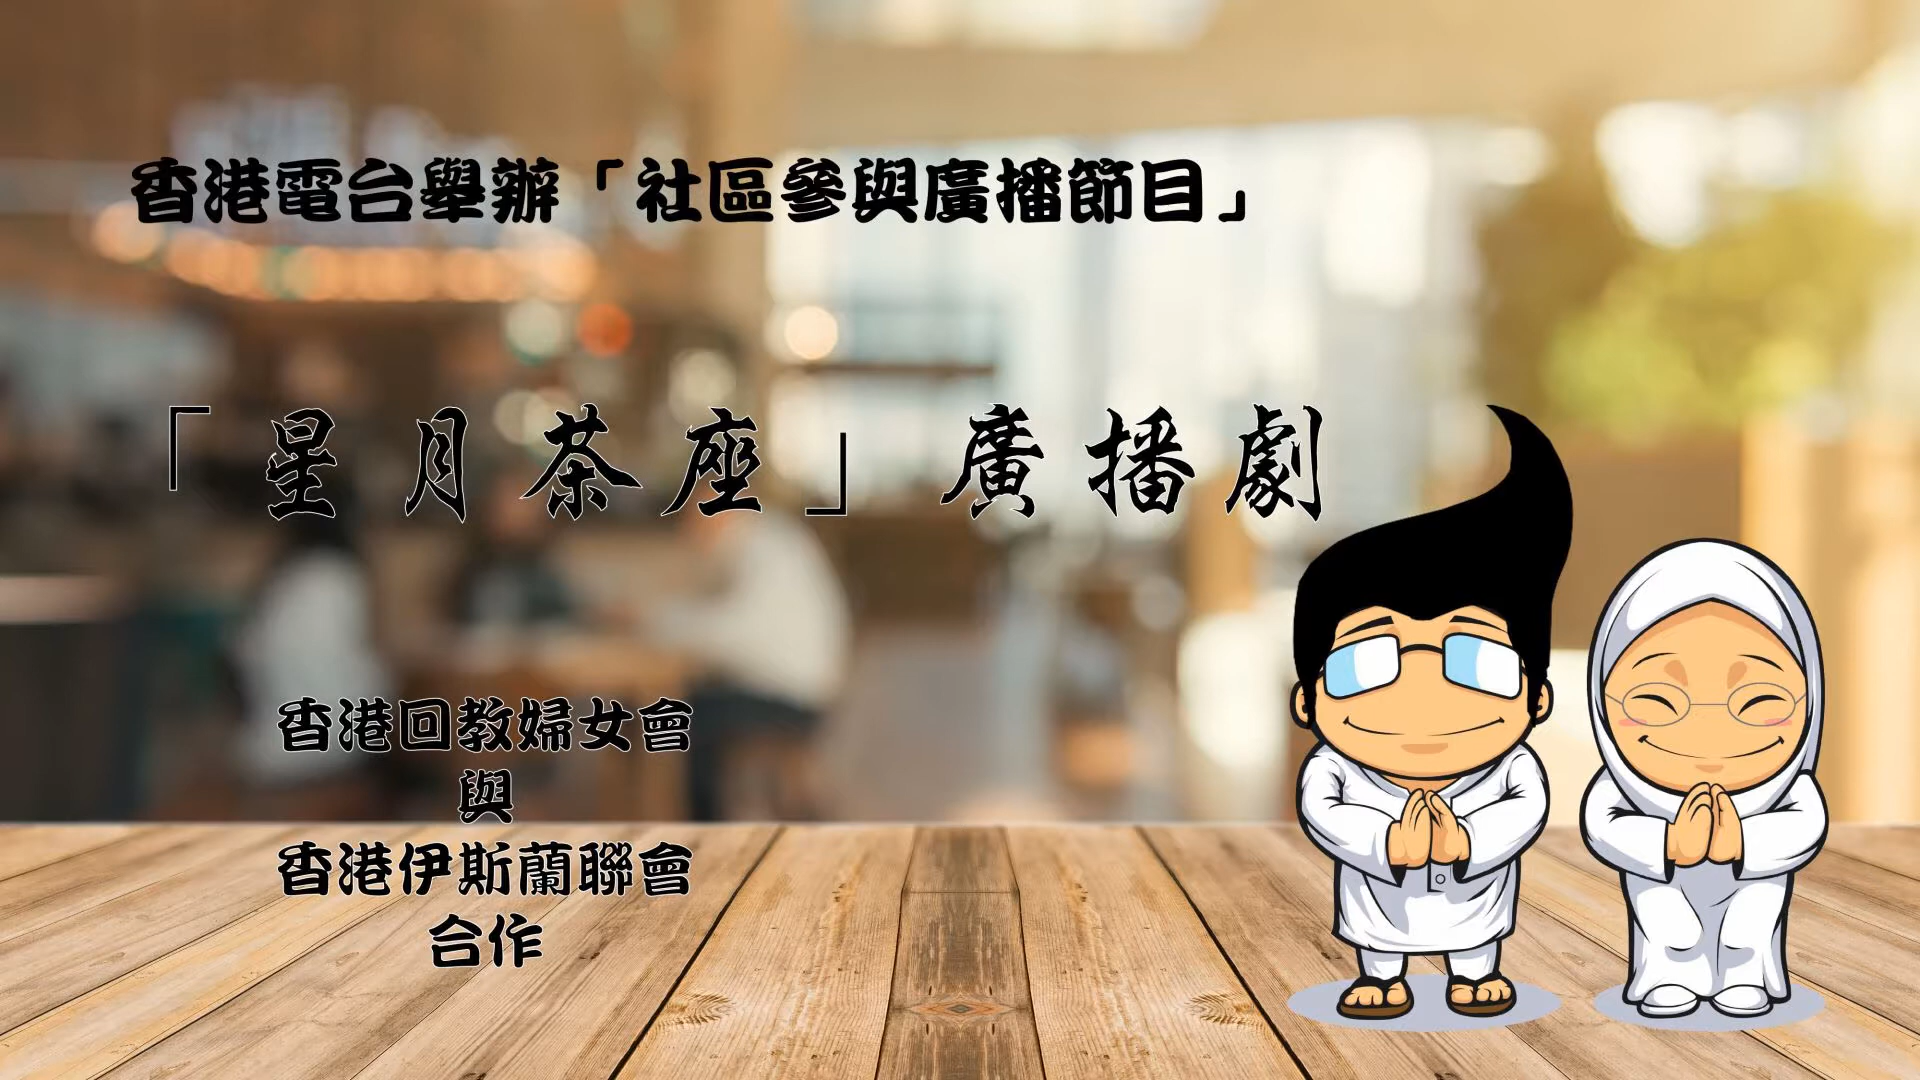 香港電台舉辦「社區參與廣播節目」
「星月茶座」廣播劇
香港回教婦女會
與
香港伊斯蘭聯會
合作